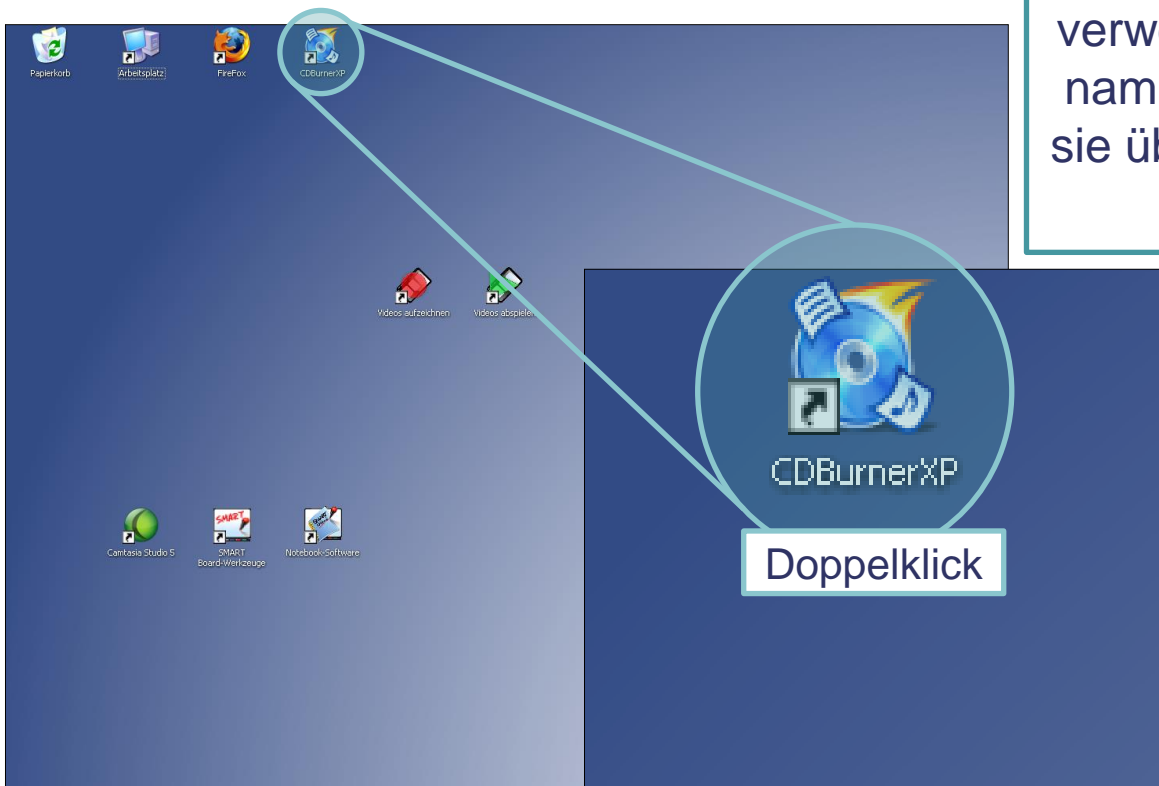 verw
nam
sie üb
Papierkorb
Arbeitsplatz
FireFox
CDBurnerXP
Videos aufzeichnen
Videos abspielen
Camtasia Studio 5
SMART
Board-Werkzeuge
Notebook-Software
CDBurnerXP
Doppelklick